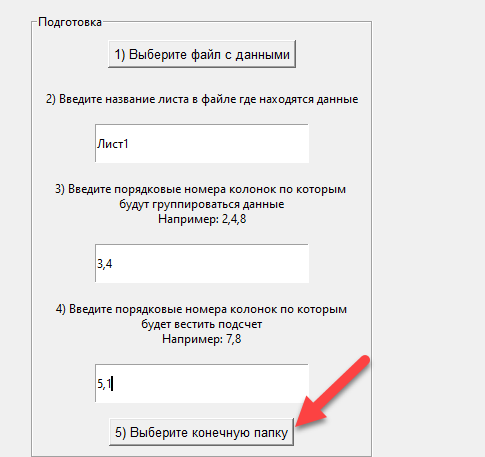 Подготовка
1) Выберите файл с данными
2) Введите название листа в файле где находятся данные
Лист1
3) Введите порядковые номера колонок по которым
будут группироваться данные
Например: 2,4,8
3,4
4) Введите порядковые номера колонок по которым
будет вестить подсчет
Например: 7,8
5,1
5) Выберите конечную папку